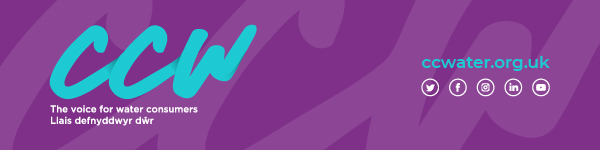 CCW
The voice for water consumers
Llais defnyddwyr dŵr
ccwater.org.uk